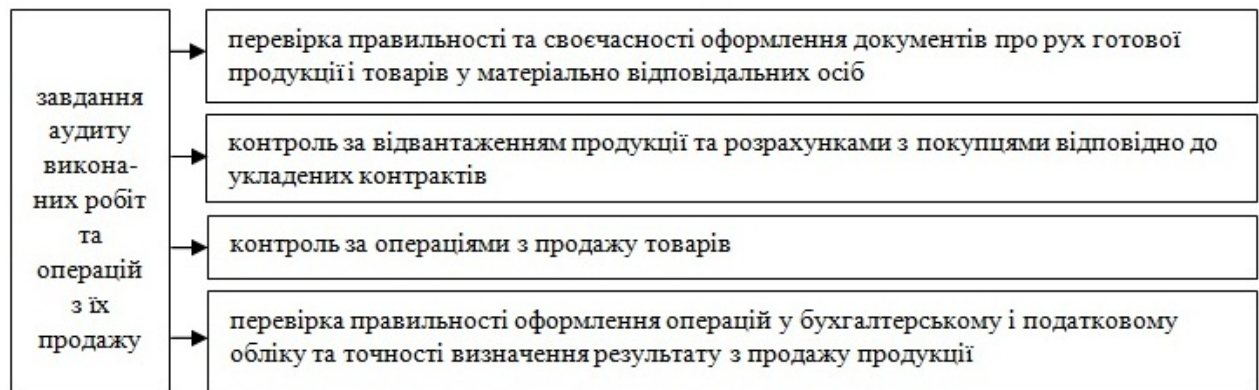 завдання
аудиту
викона-
них робіт
та
операцій
з їх
продажу
перевірка правильності та своєчасності оформлення документів про рух готової
продукції і товарів у матеріально відповідальних осіб
контроль за відвантаженням продукції та розрахунками з покупцями відповідно до
укладених контрактів
контроль за операціями з продажу товарів
перевірка правильності оформлення операцій у бухгалтерському і податковому
обліку та точності визначення результату з продажу продукції